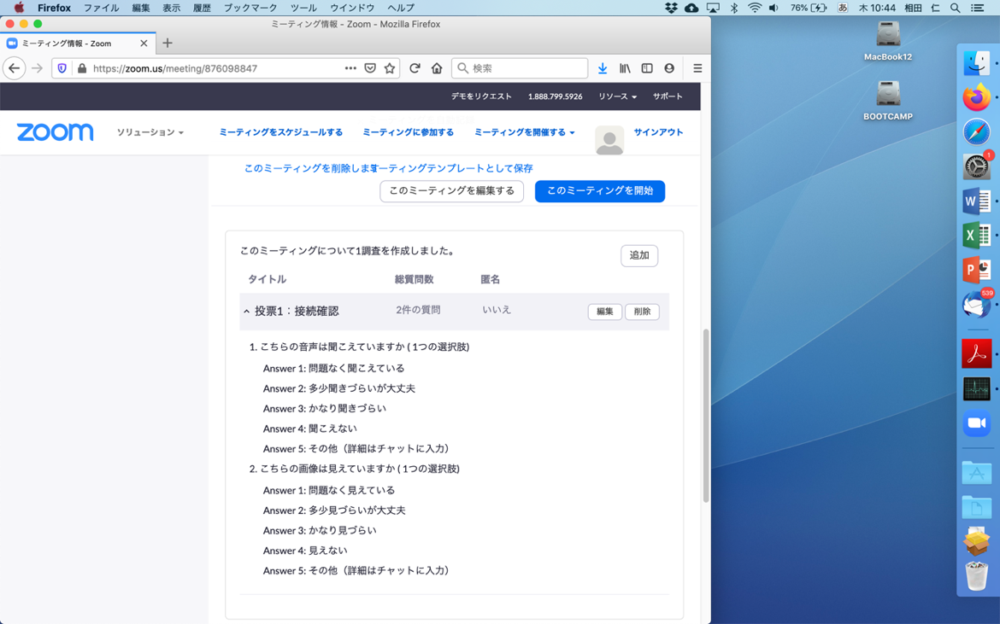 Firefox ファイル 編集 表示 履歴 ブックマーク ツール ウインドウ ヘルプ 76% あ 木 10:44 相田 仁
ミーティング情報 - Zoom - Mozilla Firefox
ミーティング情報 - Zoom
https://zoom.us/meeting/876098847 検索
デモをリクエスト 1.888.799.5926 リソース サポート
zoom ソリューション ミーティングをスケジュールする ミーティングに参加する ミーティングを開催する サインアウト
このミーティングを削除します ミーティングテンプレートとして保存
このミーティングを編集する このミーティングを開始
このミーティングについて1調査を作成しました。 追加
タイトル 総質問数 匿名
投票1:接続確認 2件の質問 いいえ 編集 削除
1. こちらの音声は聞こえていますか ( 1つの選択肢)
Answer 1: 問題なく聞こえている
Answer 2: 多少聞きづらいが大丈夫
Answer 3: かなり聞きづらい
Answer 4: 聞こえない
Answer 5: その他(詳細はチャットに入力)
2. こちらの画像は見えていますか ( 1つの選択肢)
Answer 1: 問題なく見えている
Answer 2: 多少見づらいが大丈夫
Answer 3: かなり見づらい
Answer 4: 見えない
Answer 5: その他(詳細はチャットに入力)
MacBook12
BOOTCAMP
1
W
X
P
539